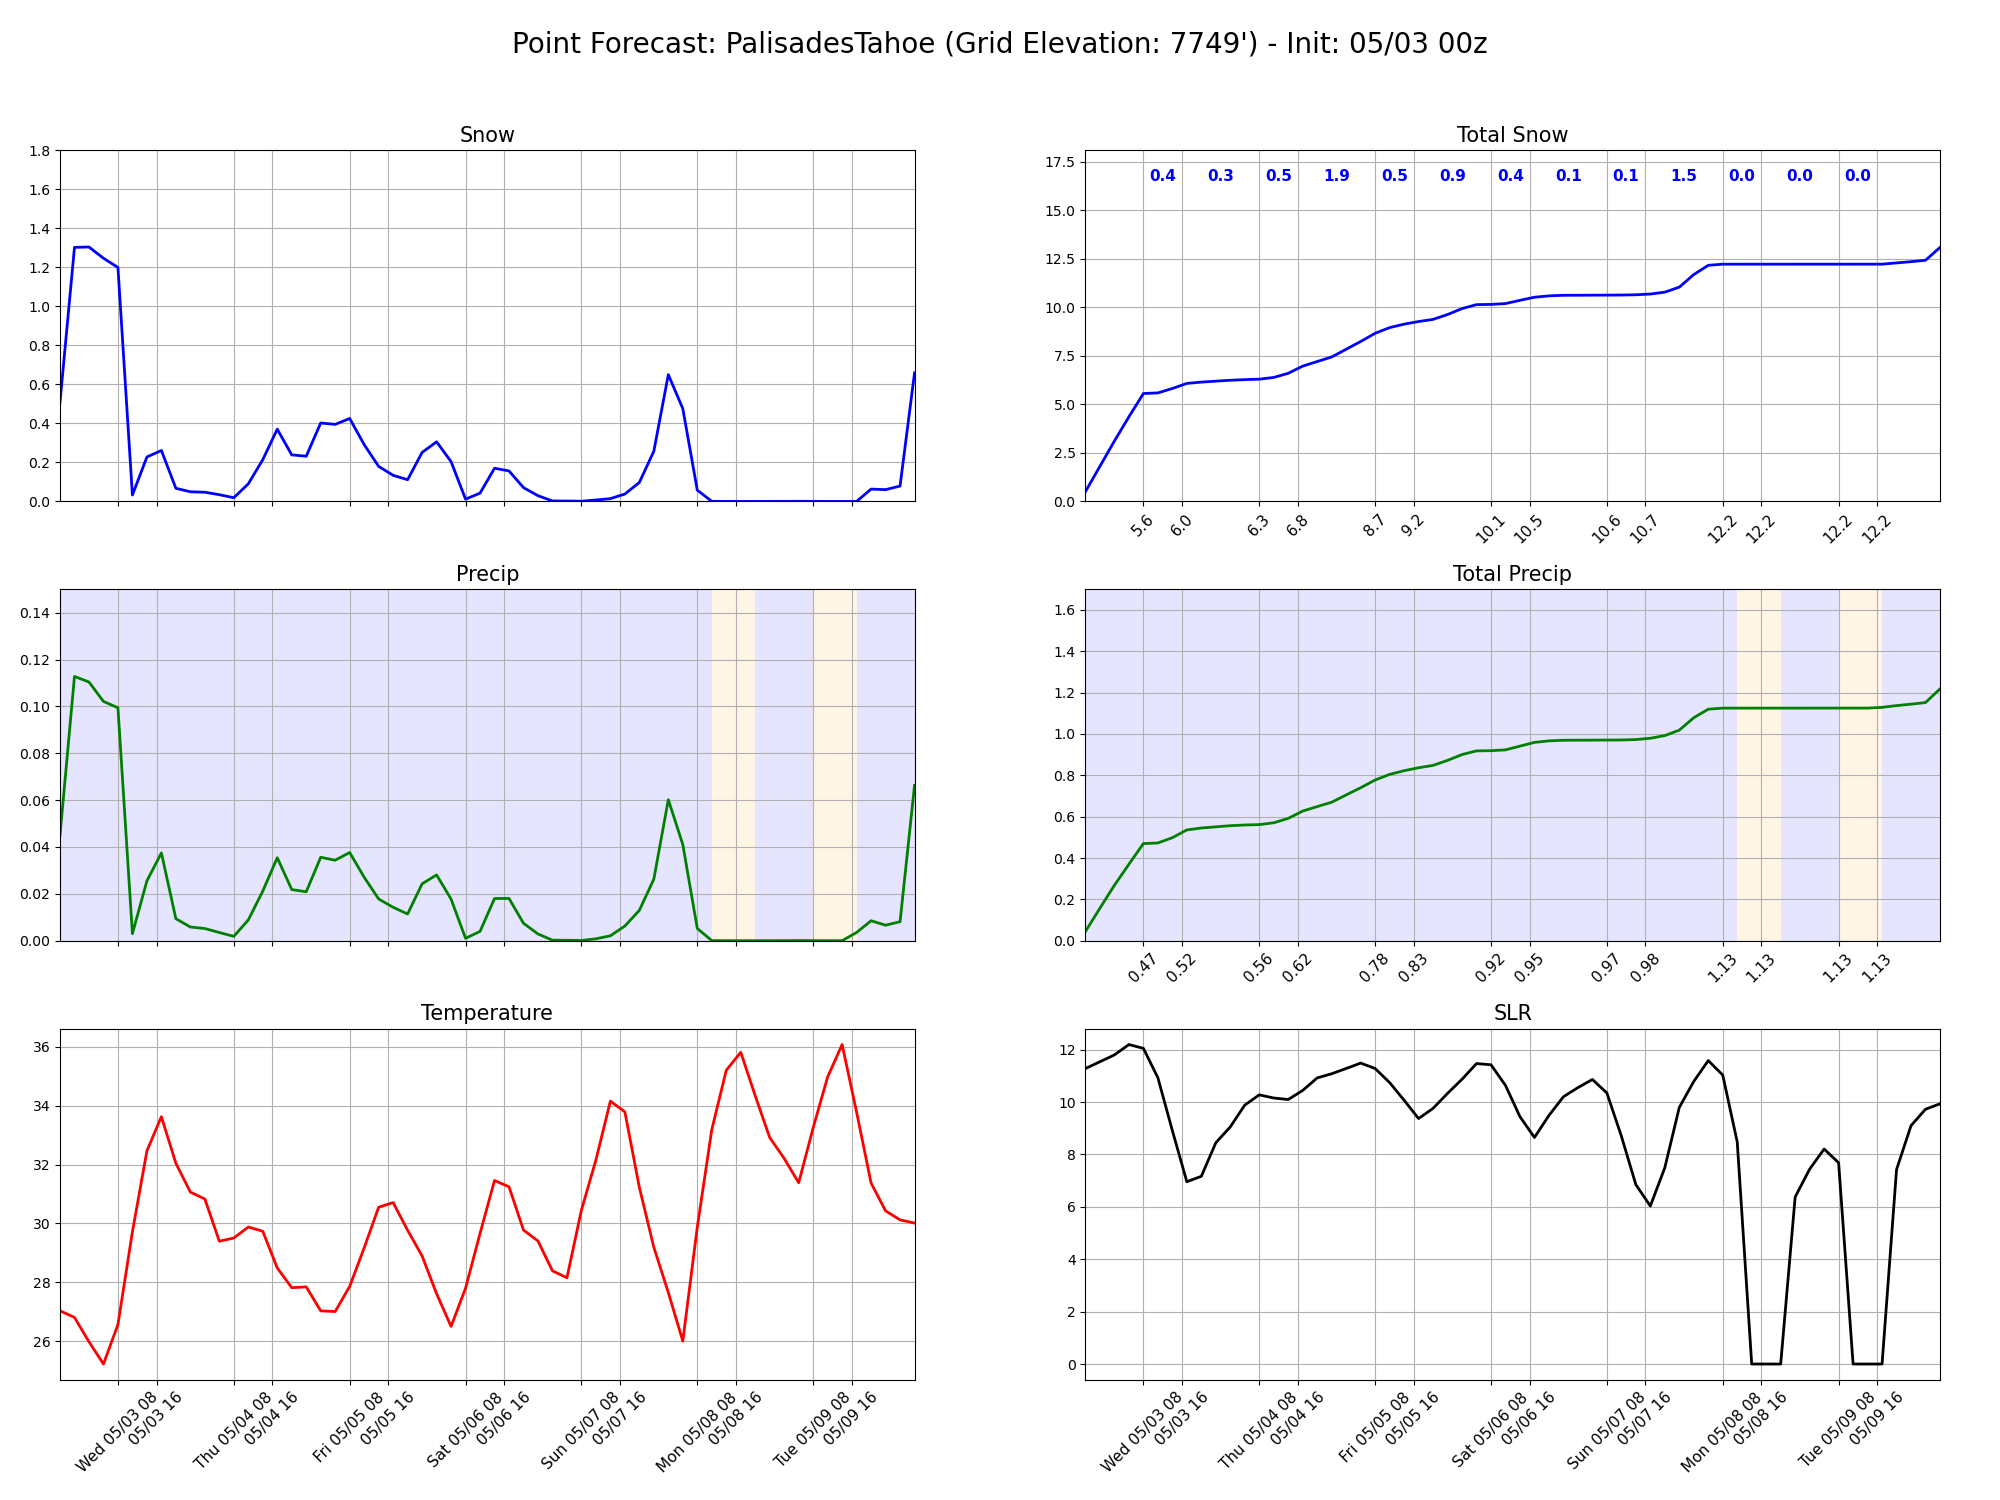 Point Forecast: PalisadesTahoe (Grid Elevation: 7749') - Init: 05/03 00z
Snow
1.8
1.6
1.4
1.2
1.0
0.8
0.6
0.4
0.2
0.0
Total Snow
17.5
15.0
12.5
10.0
7.5
5.0
2.5
0.0
0.4 0.3 0.5 1.9 0.5 0.9 0.4 0.1 0.1 1.5 0.0 0.0 0.0
5.6 6.0 6.3 6.8 8.7 9.2 10.1 10.5 10.6 10.7 12.2 12.2 12.2 12.2
Precip
0.14
0.12
0.10
0.08
0.06
0.04
0.02
0.00
Total Precip
1.6
1.4
1.2
1.0
0.8
0.6
0.4
0.2
0.0
0.47 0.52 0.56 0.62 0.78 0.83 0.92 0.95 0.97 0.98 1.13 1.13 1.13 1.13
Temperature
36
34
32
30
28
26
Wed 05/03 08
05/03 16
Thu 05/04 08
05/04 16
Fri 05/05 08
05/05 16
Sat 05/06 08
05/06 16
Sun 05/07 08
05/07 16
Mon 05/08 08
05/08 16
Tue 05/09 08
05/09 16
SLR
12
10
8
6
4
2
0
Wed 05/03 08
05/03 16
Thu 05/04 08
05/04 16
Fri 05/05 08
05/05 16
Sat 05/06 08
05/06 16
Sun 05/07 08
05/07 16
Mon 05/08 08
05/08 16
Tue 05/09 08
05/09 16